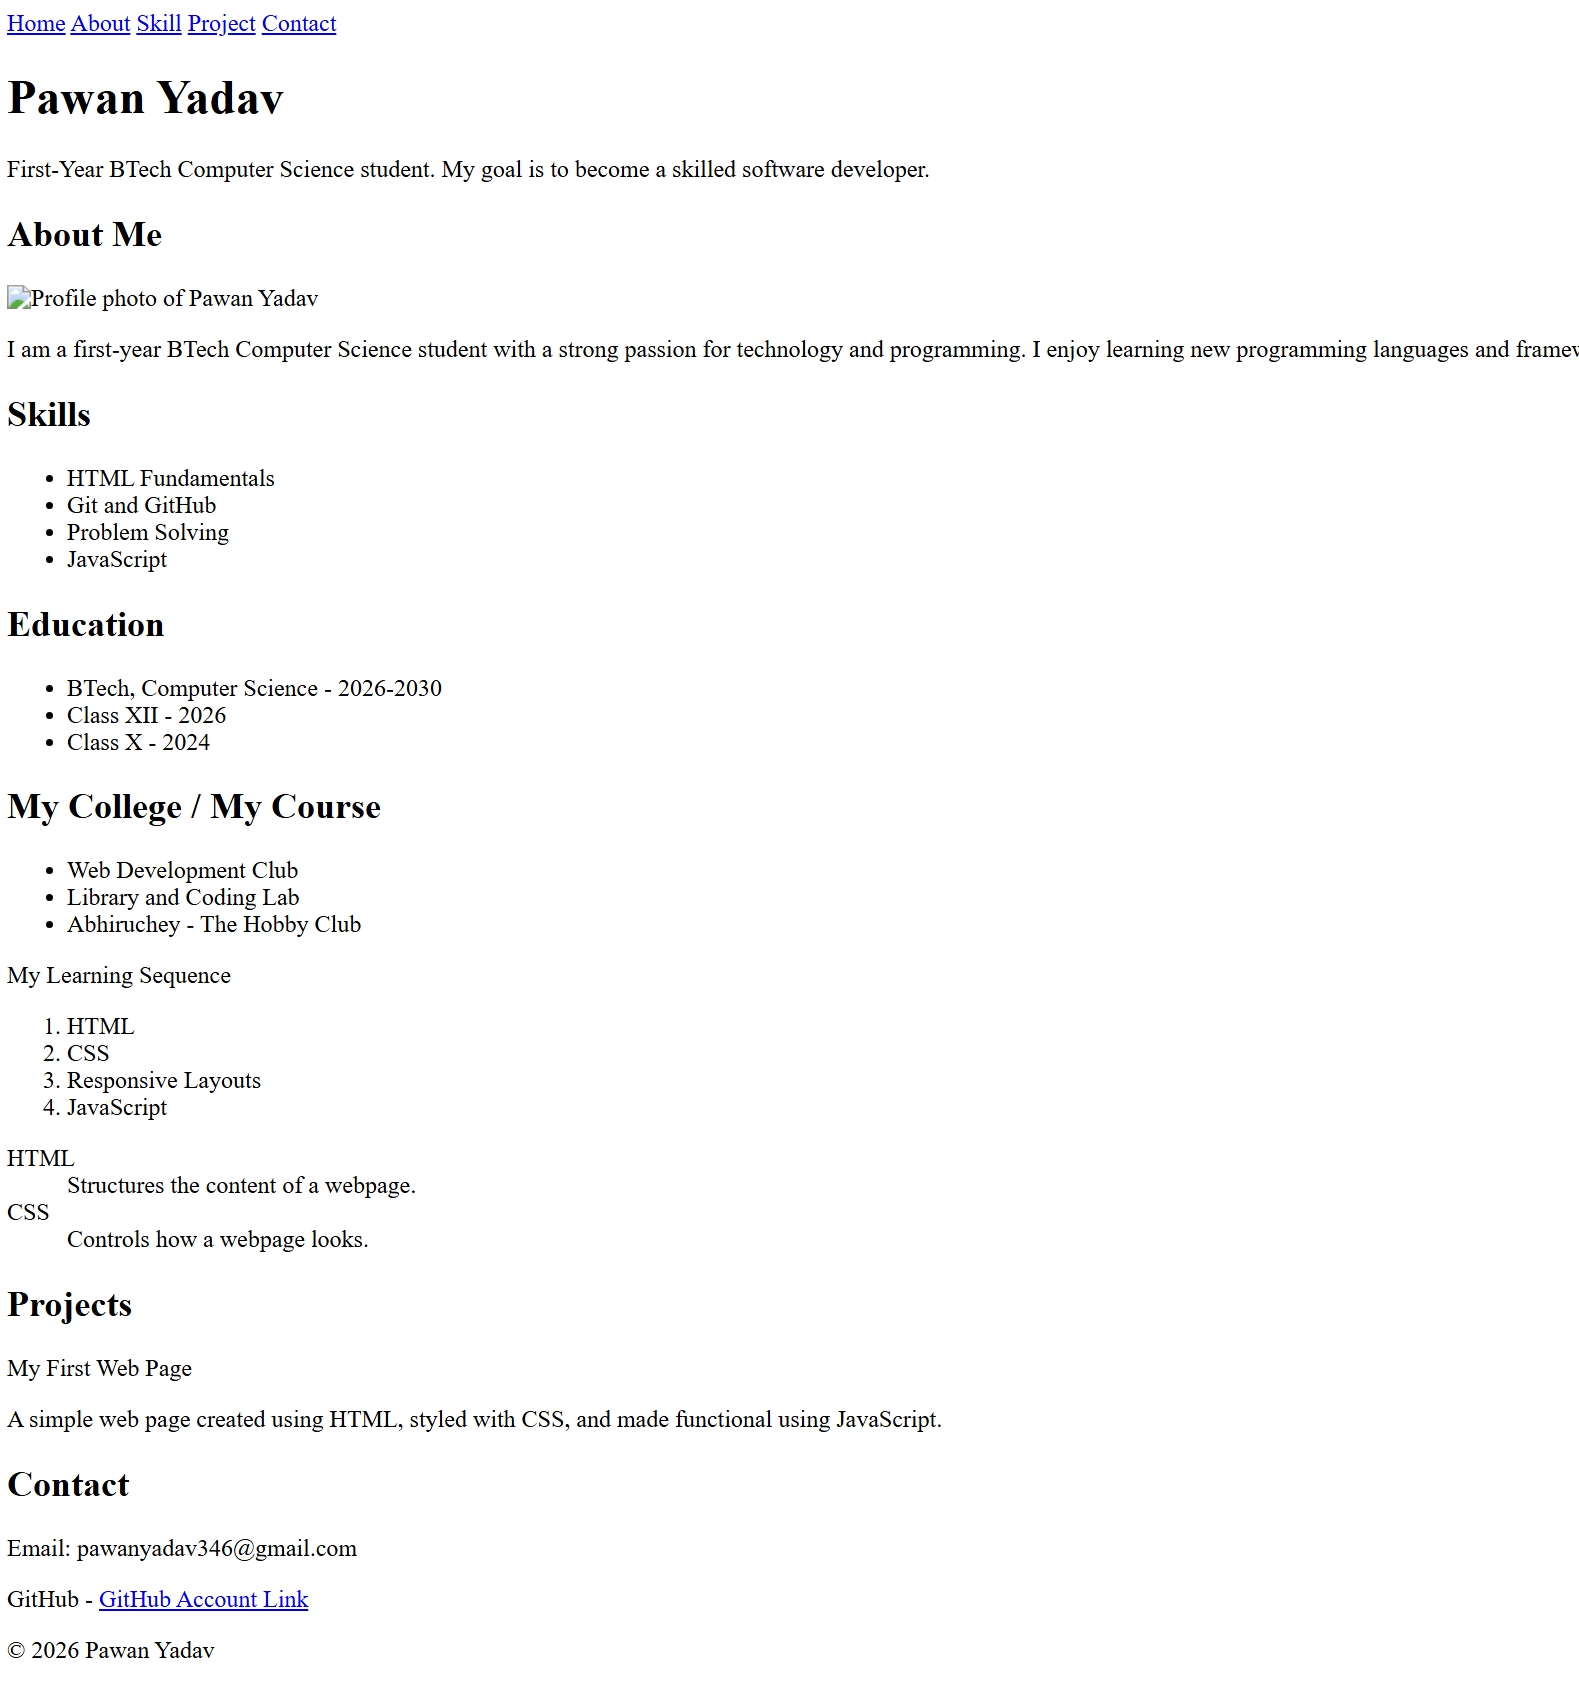 Home About Skill Project Contact
Pawan Yadav
First-Year BTech Computer Science student. My goal is to become a skilled software developer.
About Me
Profile photo of Pawan Yadav
I am a first-year BTech Computer Science student with a strong passion for technology and programming. I enjoy learning new programming languages and
Skills
• HTML Fundamentals
• Git and GitHub
• Problem Solving
• JavaScript
Education
• BTech, Computer Science - 2026-2030
• Class XII - 2026
• Class X - 2024
My College / My Course
• Web Development Club
• Library and Coding Lab
• Abhiruchey - The Hobby Club
My Learning Sequence
1. HTML
2. CSS
3. Responsive Layouts
4. JavaScript
HTML
Structures the content of a webpage.
CSS
Controls how a webpage looks.
Projects
My First Web Page
A simple web page created using HTML, styled with CSS, and made functional using JavaScript.
Contact
Email: pawanyadav346@gmail.com
GitHub - GitHub Account Link
© 2026 Pawan Yadav